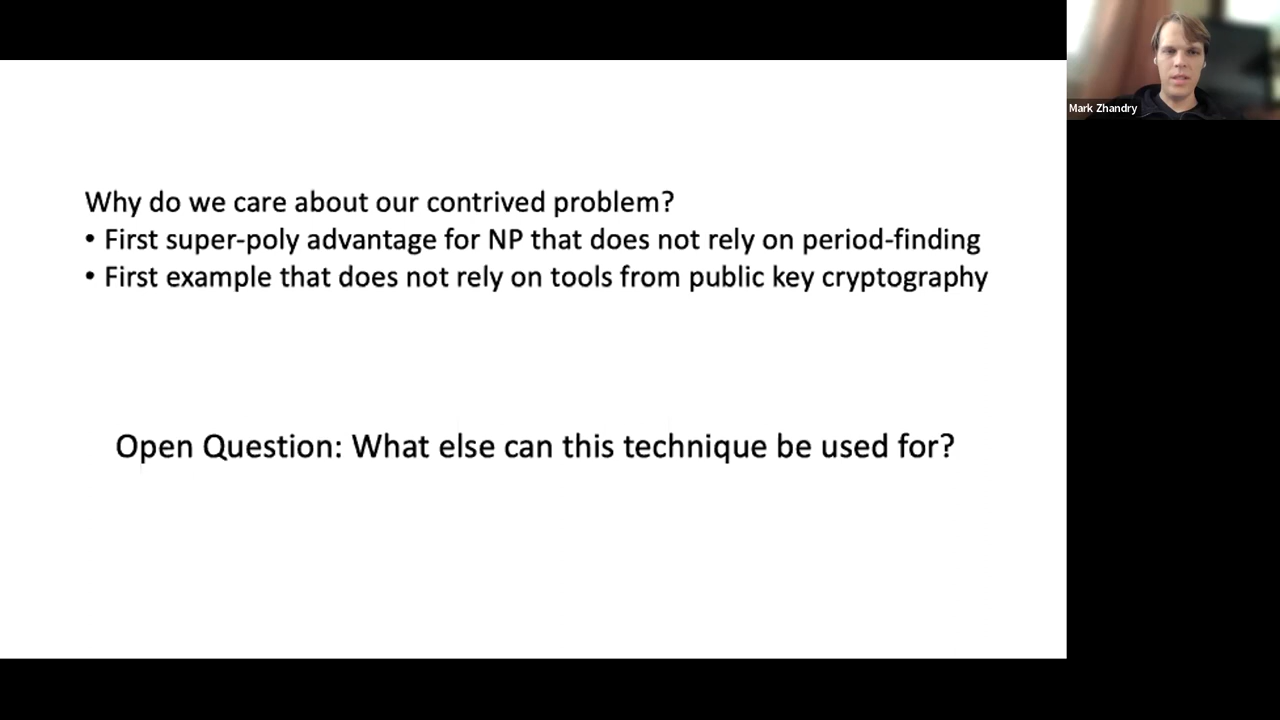 Mark Zhandry
Why do we care about our contrived problem?
• First super-poly advantage for NP that does not rely on period-finding
• First example that does not rely on tools from public key cryptography
Open Question: What else can this technique be used for?